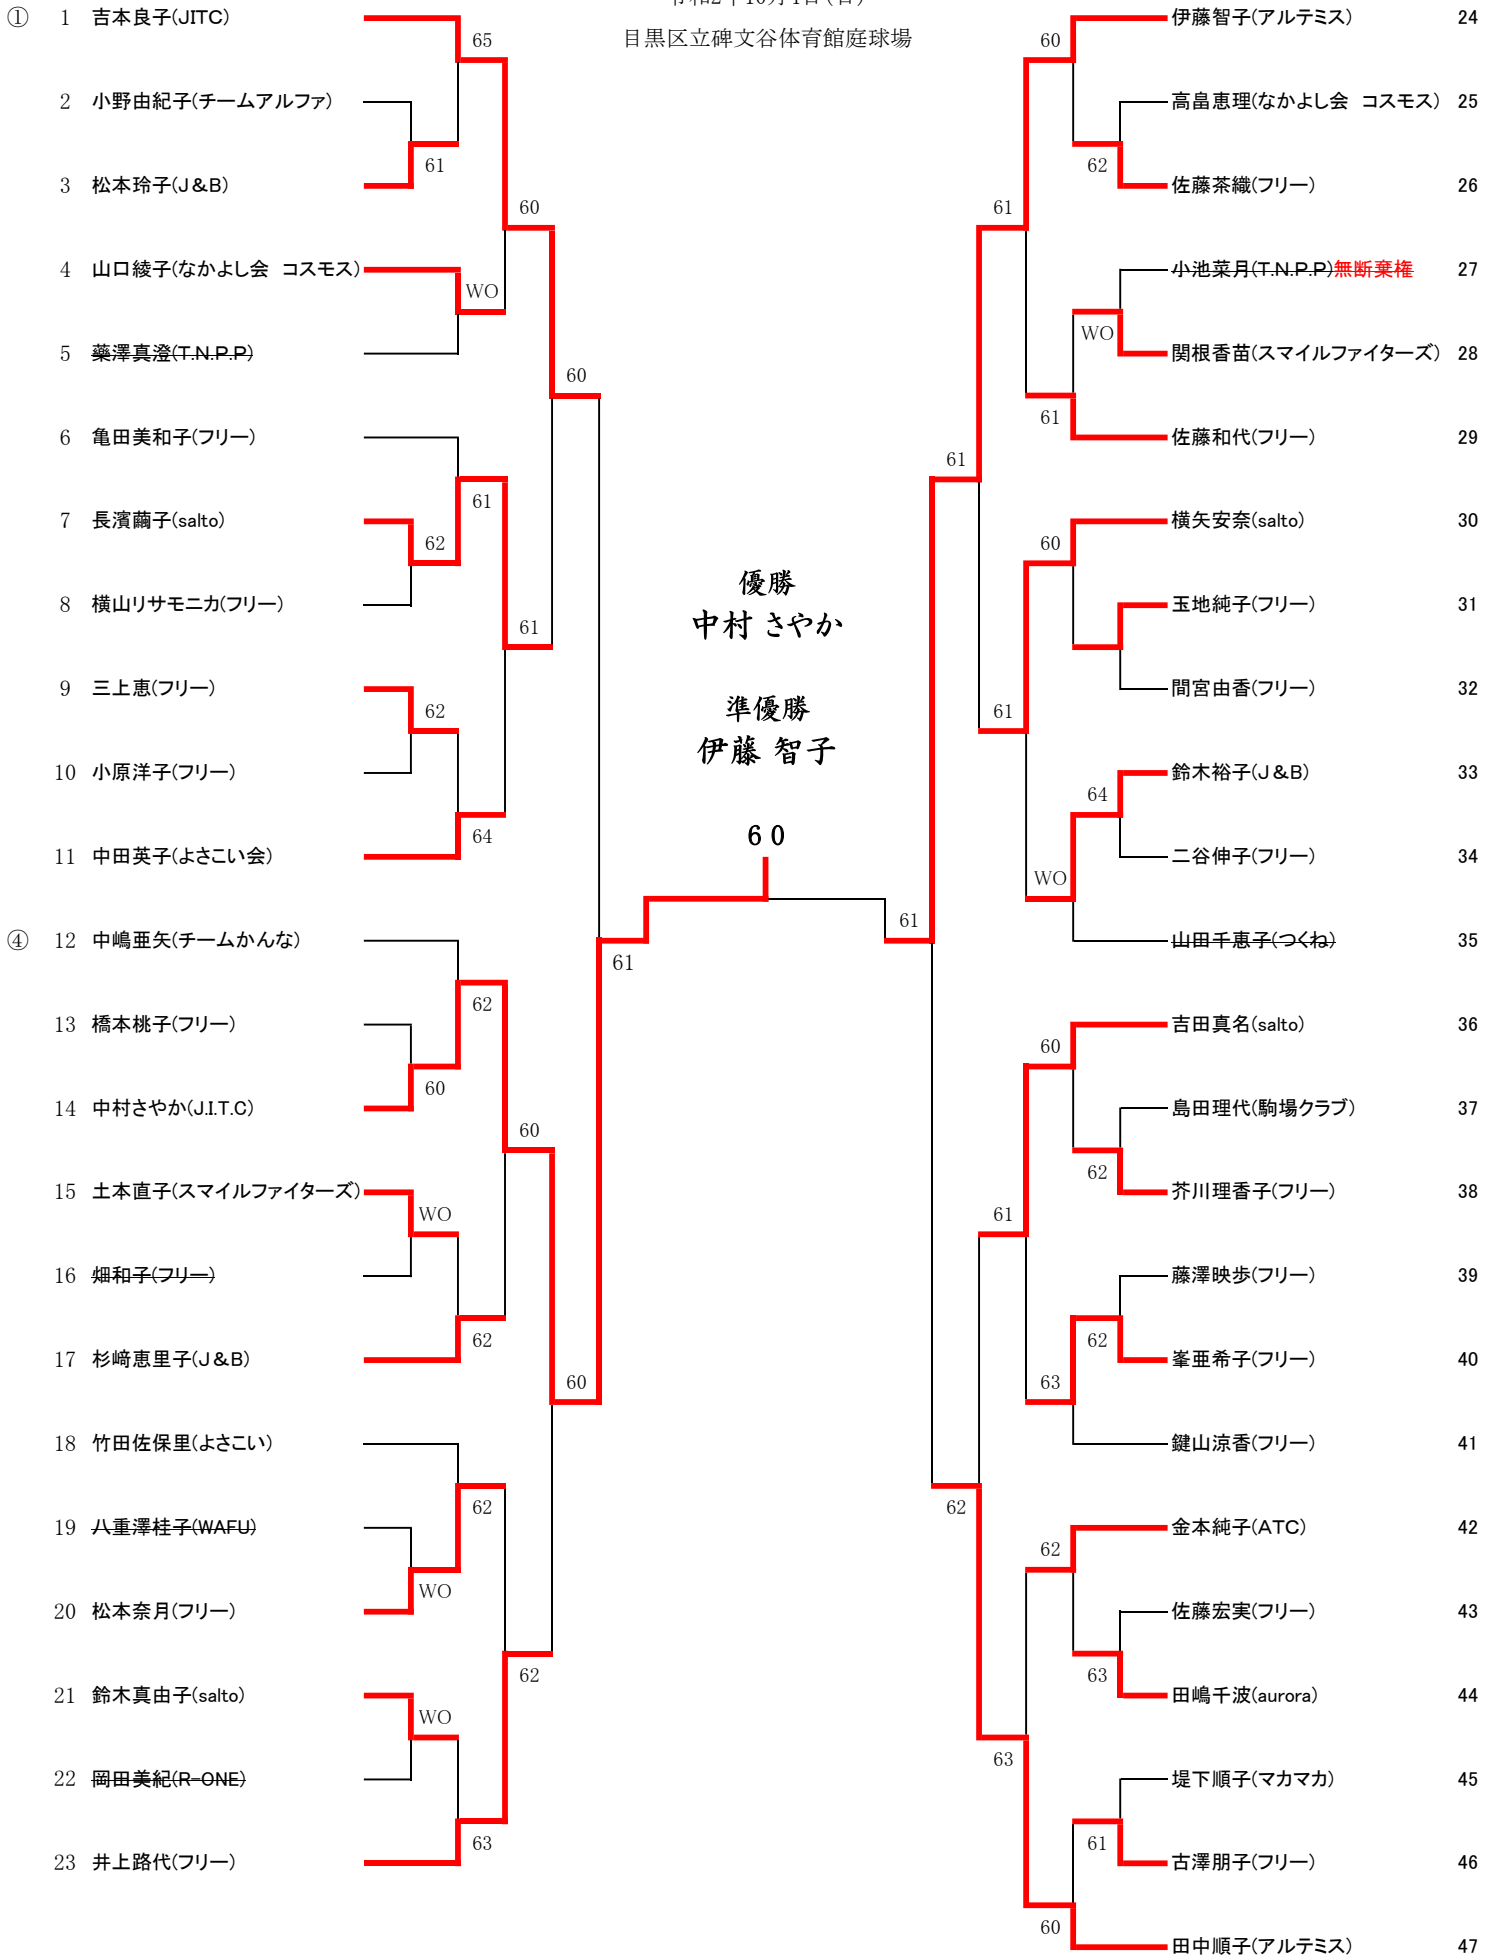 目黒区立碑文谷体育館庭球場
① 1 吉本良子(JITC)
65
2 小野由紀子(チームアルファ)
61
3 松本玲子(J&B)
60
4 山口綾子(なかよし会 コスモス)
WO
5 藥澤真澄(T.N.P.P)
60
6 亀田美和子(フリー)
61
7 長濱繭子(salto)
62
8 横山リサモニカ(フリー)
61
9 三上恵(フリー)
62
10 小原洋子(フリー)
64
11 中田英子(よさこい会)
④ 12 中嶋亜矢(チームかんな)
61
62
13 橋本桃子(フリー)
60
14 中村さやか(J.I.T.C)
60
15 土本直子(スマイルファイターズ)
WO
16 畑和子(フリー)
62
17 杉﨑恵里子(J&B)
60
18 竹田佐保里(よさこい)
62
19 八重澤桂子(WAFU)
WO
20 松本奈月(フリー)
62
21 鈴木真由子(salto)
WO
22 岡田美紀(R-ONE)
63
23 井上路代(フリー)
優勝
中村 さやか
準優勝
伊藤 智子
60
伊藤智子(アルテミス) 24
60
高畠恵理(なかよし会 コスモス) 25
62
佐藤茶織(フリー) 26
61
小池菜月(T.N.P.P)無断棄権 27
WO
関根香苗(スマイルファイターズ) 28
61
佐藤和代(フリー) 29
61
横矢安奈(salto) 30
60
玉地純子(フリー) 31
間宮由香(フリー) 32
61
鈴木裕子(J&B) 33
64
二谷伸子(フリー) 34
WO
61
山田千恵子(つくね) 35
吉田真名(salto) 36
60
島田理代(駒場クラブ) 37
62
芥川理香子(フリー) 38
61
藤澤映歩(フリー) 39
62
峯亜希子(フリー) 40
63
鍵山涼香(フリー) 41
62
金本純子(ATC) 42
62
佐藤宏実(フリー) 43
63
田嶋千波(aurora) 44
63
堤下順子(マカマカ) 45
61
古澤朋子(フリー) 46
60
田中順子(アルテミス) 47